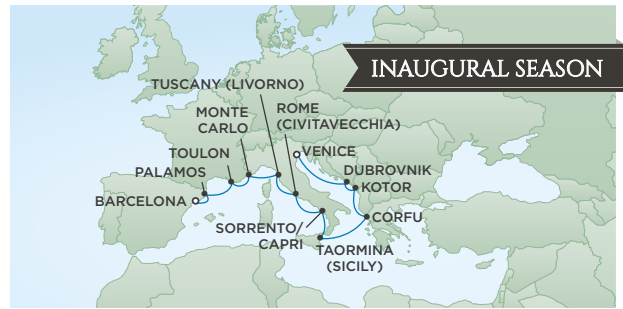 INAUGURAL SEASON
TUSCANY (LIVORNO)
MONTE
CARLO
ROME
(CIVITAVECCHIA)
TOULON
VENICE
PALAMOS
DUBROVNIK
KOTOR
BARCELONA
CORFU
SORRENTO/
CAPRI
TAORMINA
(SICILY)